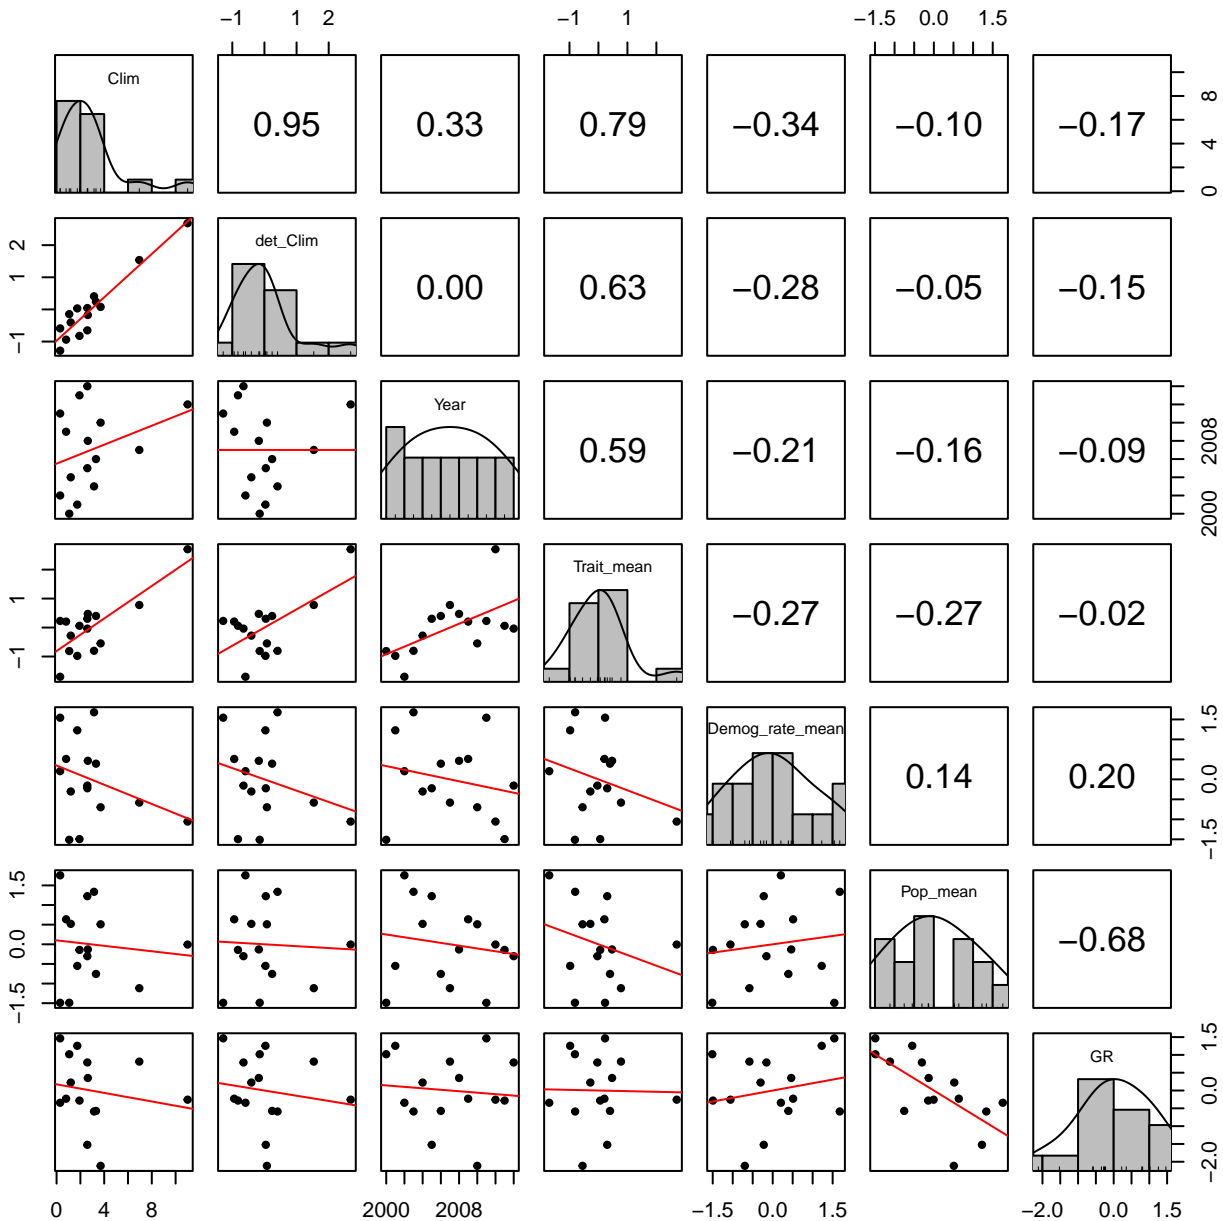 −1 1 2 −1 1 −1.5 0.0 1.5
Clim 0.95 0.33 0.79 −0.34 −0.10 −0.17 0 4 8
−1 1 2 det_Clim 0.00 0.63 −0.28 −0.05 −0.15
Year 0.59 −0.21 −0.16 −0.09 2000 2008
−1 1 Trait_mean −0.27 −0.27 −0.02
Demog_rate_mean 0.14 0.20 −1.5 0.0 1.5
−1.5 0.0 1.5 Pop_mean −0.68
GR −2.0 0.0 1.5
0 4 8 2000 2008 −1.5 0.0 1.5 −2.0 0.0 1.5